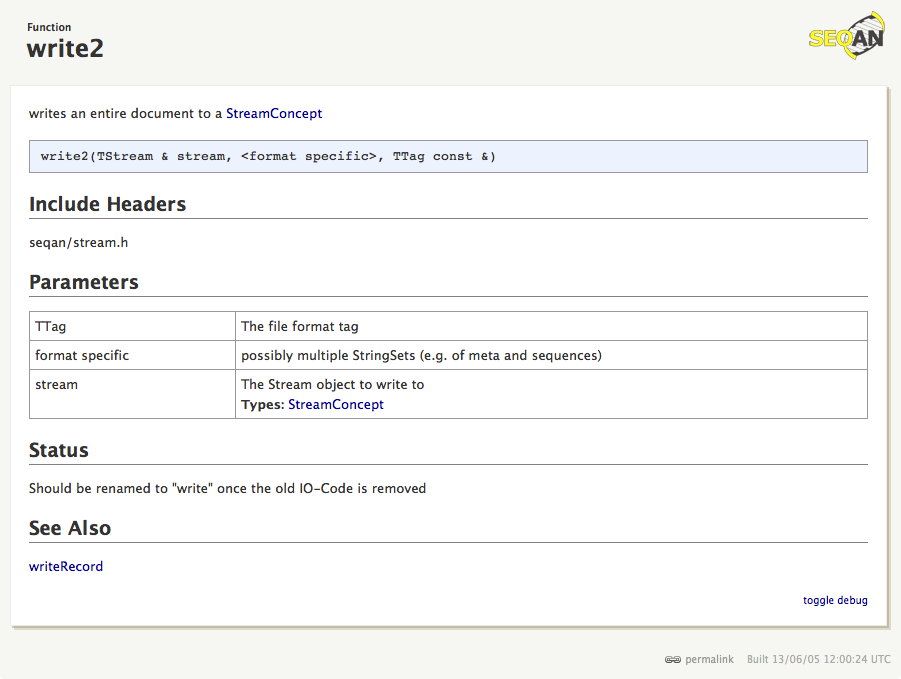 Function
write2
SEQAN
writes an entire document to a StreamConcept
write2(TStream & stream, <format specific>, TTag const &)
Include Headers
seqan/stream.h
Parameters
TTag The file format tag
format specific possibly multiple StringSets (e.g. of meta and sequences)
stream The Stream object to write to
Types: StreamConcept
Status
Should be renamed to "write" once the old IO-Code is removed
See Also
writeRecord
toggle debug
permalink Built 13/06/05 12:00:24 UTC